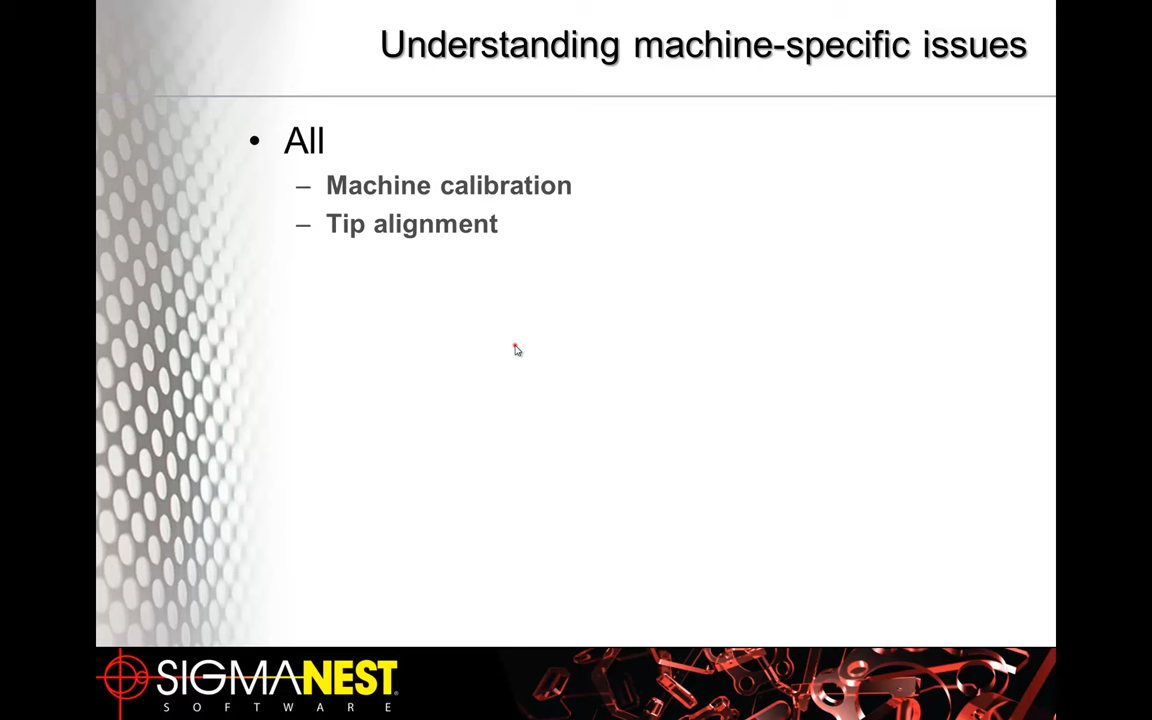 Understanding machine-specific issues
• All
– Machine calibration
– Tip alignment
SIGMANEST®
SOFTWARE